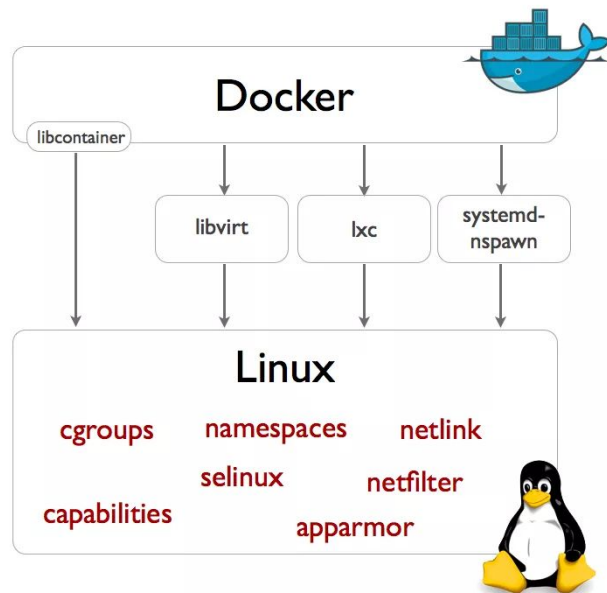 Docker
libcontainer
libvirt
lxc
systemd-
nspawn
Linux
cgroups
namespaces
netlink
selinux
netfilter
capabilities
apparmor